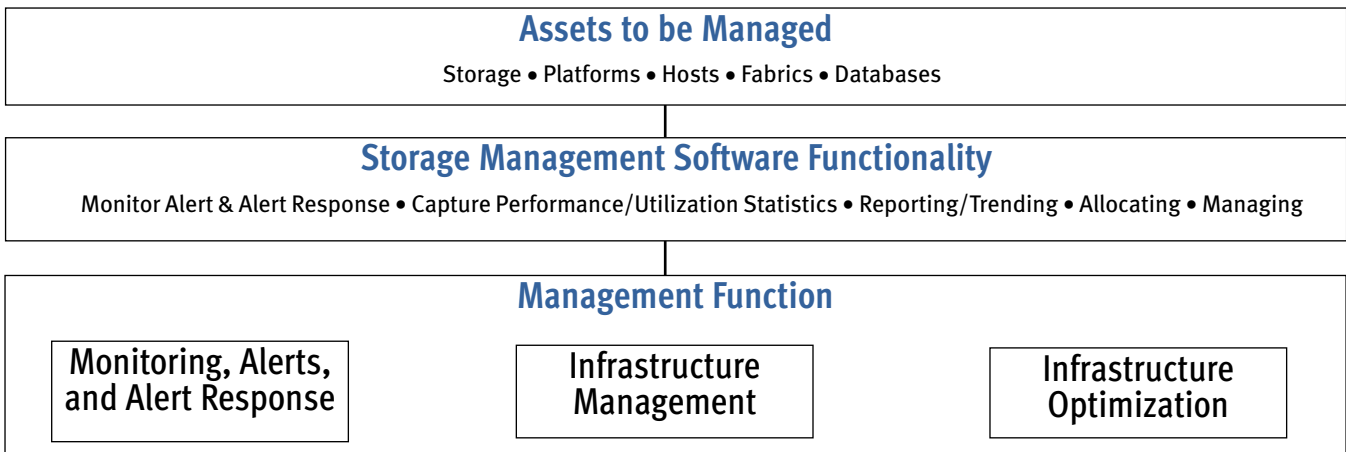 Assets to be Managed
Storage • Platforms • Hosts • Fabrics • Databases
Storage Management Software Functionality
Monitor Alert & Alert Response • Capture Performance/Utilization Statistics • Reporting/Trending • Allocating • Managing
Management Function
Monitoring, Alerts,
and Alert Response
Infrastructure
Management
Infrastructure
Optimization